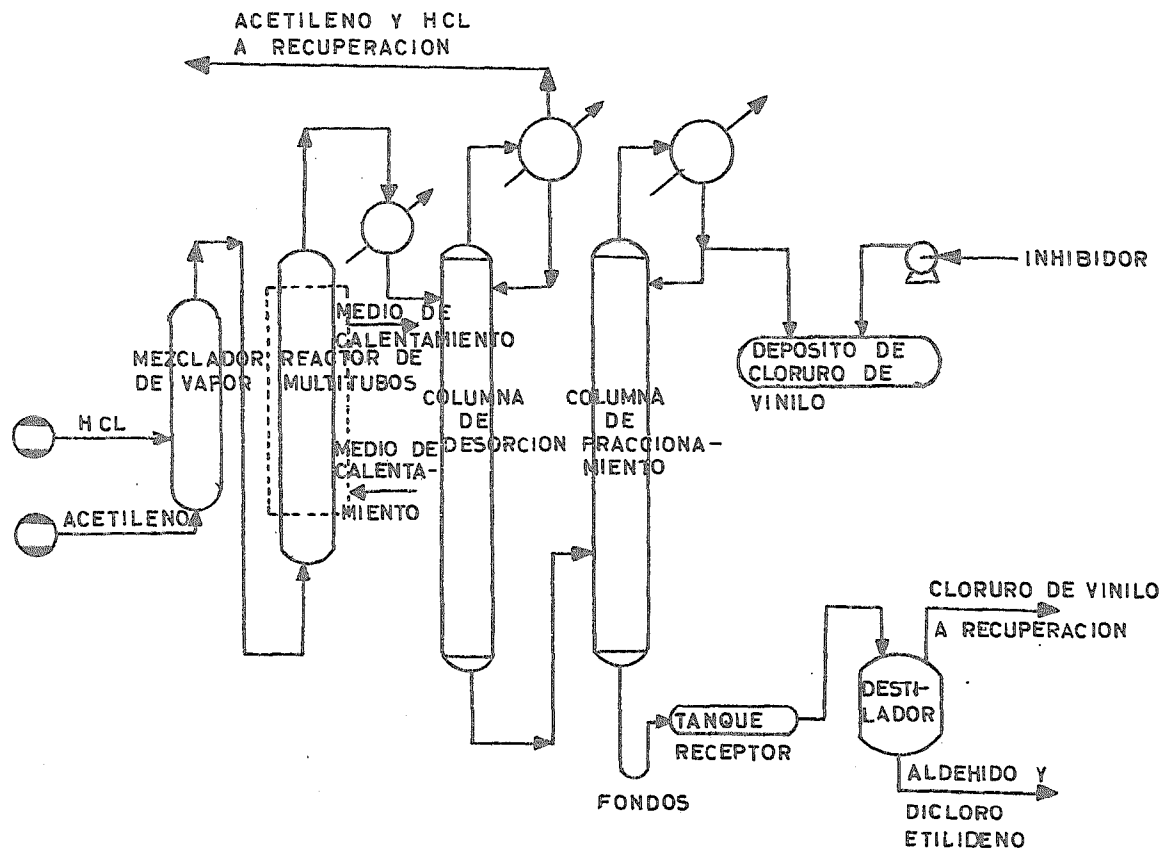 ACETILENO Y HCL
A RECUPERACION
INHIBIDOR
MEDIO DE
CALENTAMIENTO
MEZCLADOR
DE VAPOR
REACTOR DE
MULTITUBOS
DEPOSITO DE
CLORURO DE
VINILO
COLUMNA
DE
DESORCION
COLUMNA
DE
FRACCIONA-
MIENTO
HCL
MEDIO DE
CALENTA-
MIENTO
ACETILENO
CLORURO DE VINILO
A RECUPERACION
DESTI-
LADOR
TANQUE
RECEPTOR
FONDOS
ALDEHIDO Y
DICLORO
ETILIDENO